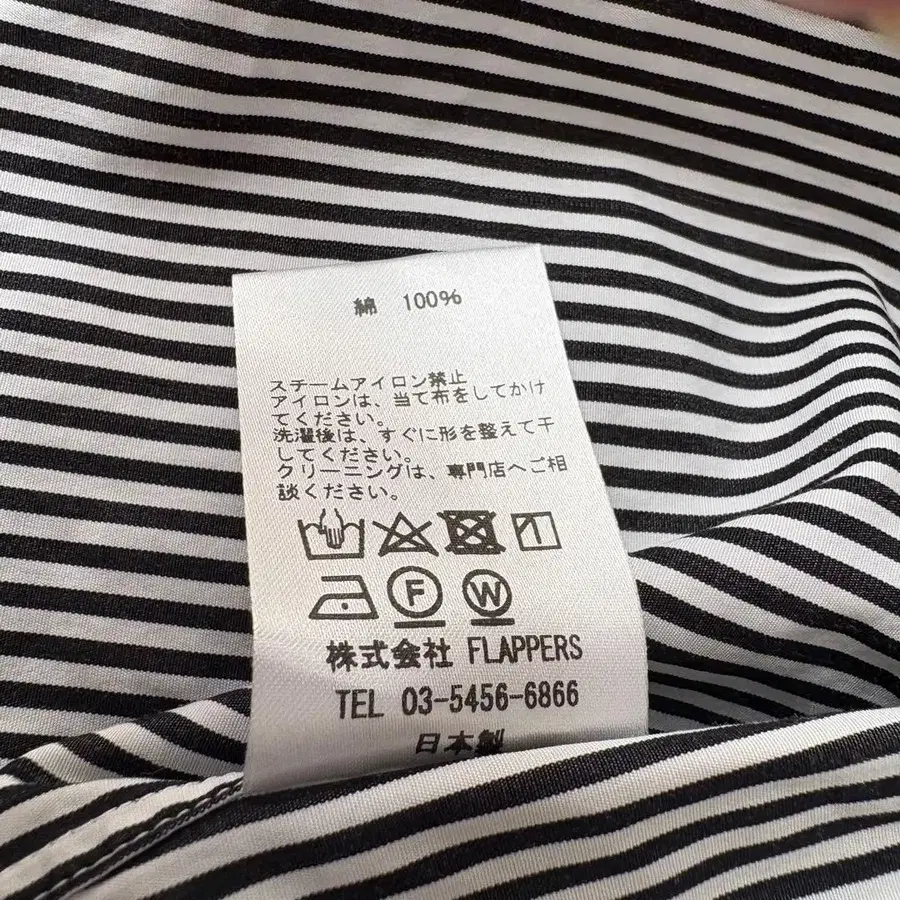 綿 100%
スチームアイロン禁止
アイロンは、当て布をしてかけ
てください。
洗濯後は、すぐに形を整えて干
してください。
クリーニングは、専門店へご相
談ください。
F W
株式会社 FLAPPERS
TEL 03-5456-6866
日本製